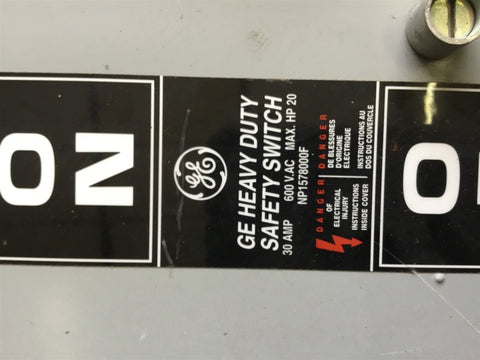 ON
GE
GE HEAVY DUTY
SAFETY SWITCH
30 AMP 600 V.AC MAX. HP 20
NP1578000F
DANGER DANGER
OF
ELECTRICAL
INJURY
DE BLESSURES
D'ORIGINE
ELECTRIQUE
INSTRUCTIONS
INSIDE COVER
INSTRUCTIONS AU
DOS DU COUVERCLE
O